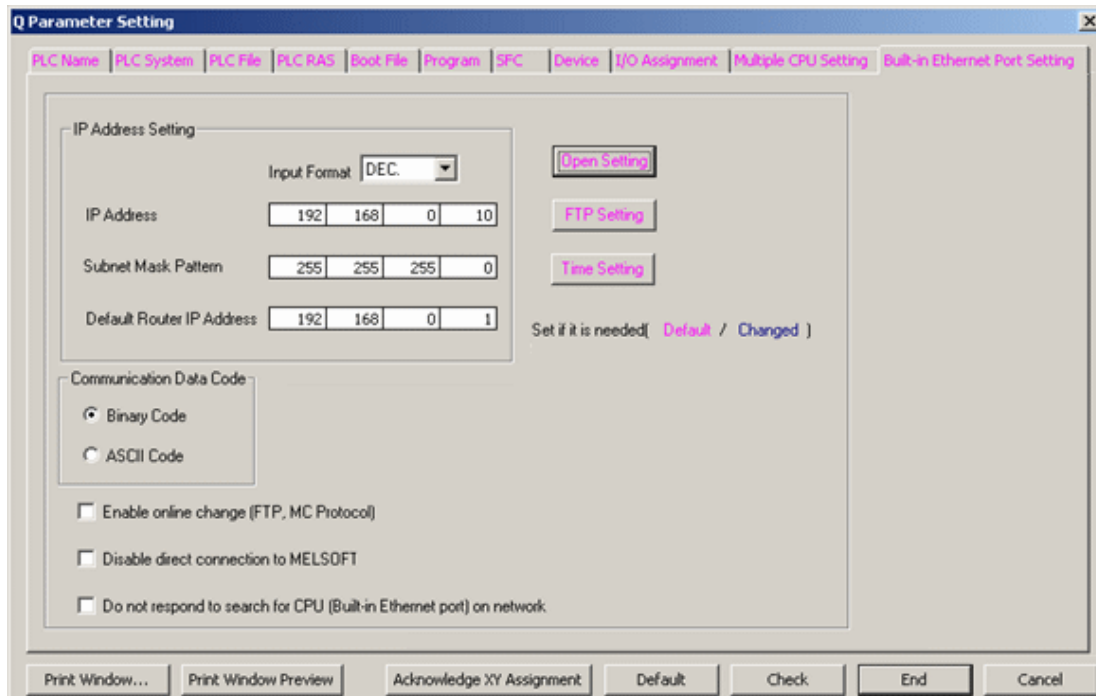 Q Parameter Setting
PLC Name PLC System PLC File PLC RAS Boot File Program SFC Device I/O Assignment Multiple CPU Setting Built-in Ethernet Port Setting
IP Address Setting
Input Format DEC.
Open Setting
IP Address 192 168 0 10
FTP Setting
Subnet Mask Pattern 255 255 255 0
Time Setting
Default Router IP Address 192 168 0 1
Set if it is needed( Default / Changed )
Communication Data Code
Binary Code
ASCII Code
Enable online change (FTP, MC Protocol)
Disable direct connection to MELSOFT
Do not respond to search for CPU (Built-in Ethernet port) on network
Print Window... Print Window Preview Acknowledge XY Assignment Default Check End Cancel